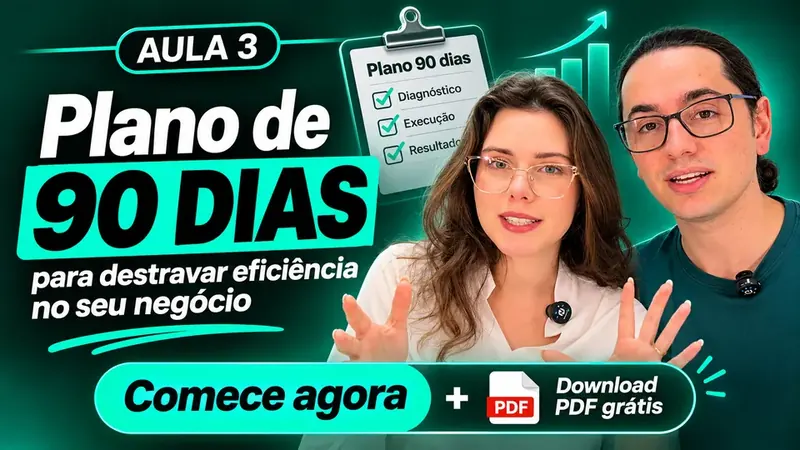 AULA 3
Plano de
90 DIAS
para destravar eficiência
no seu negócio
Plano 90 dias
Diagnóstico
Execução
Resultado
Comece agora
+
PDF
Download
PDF grátis